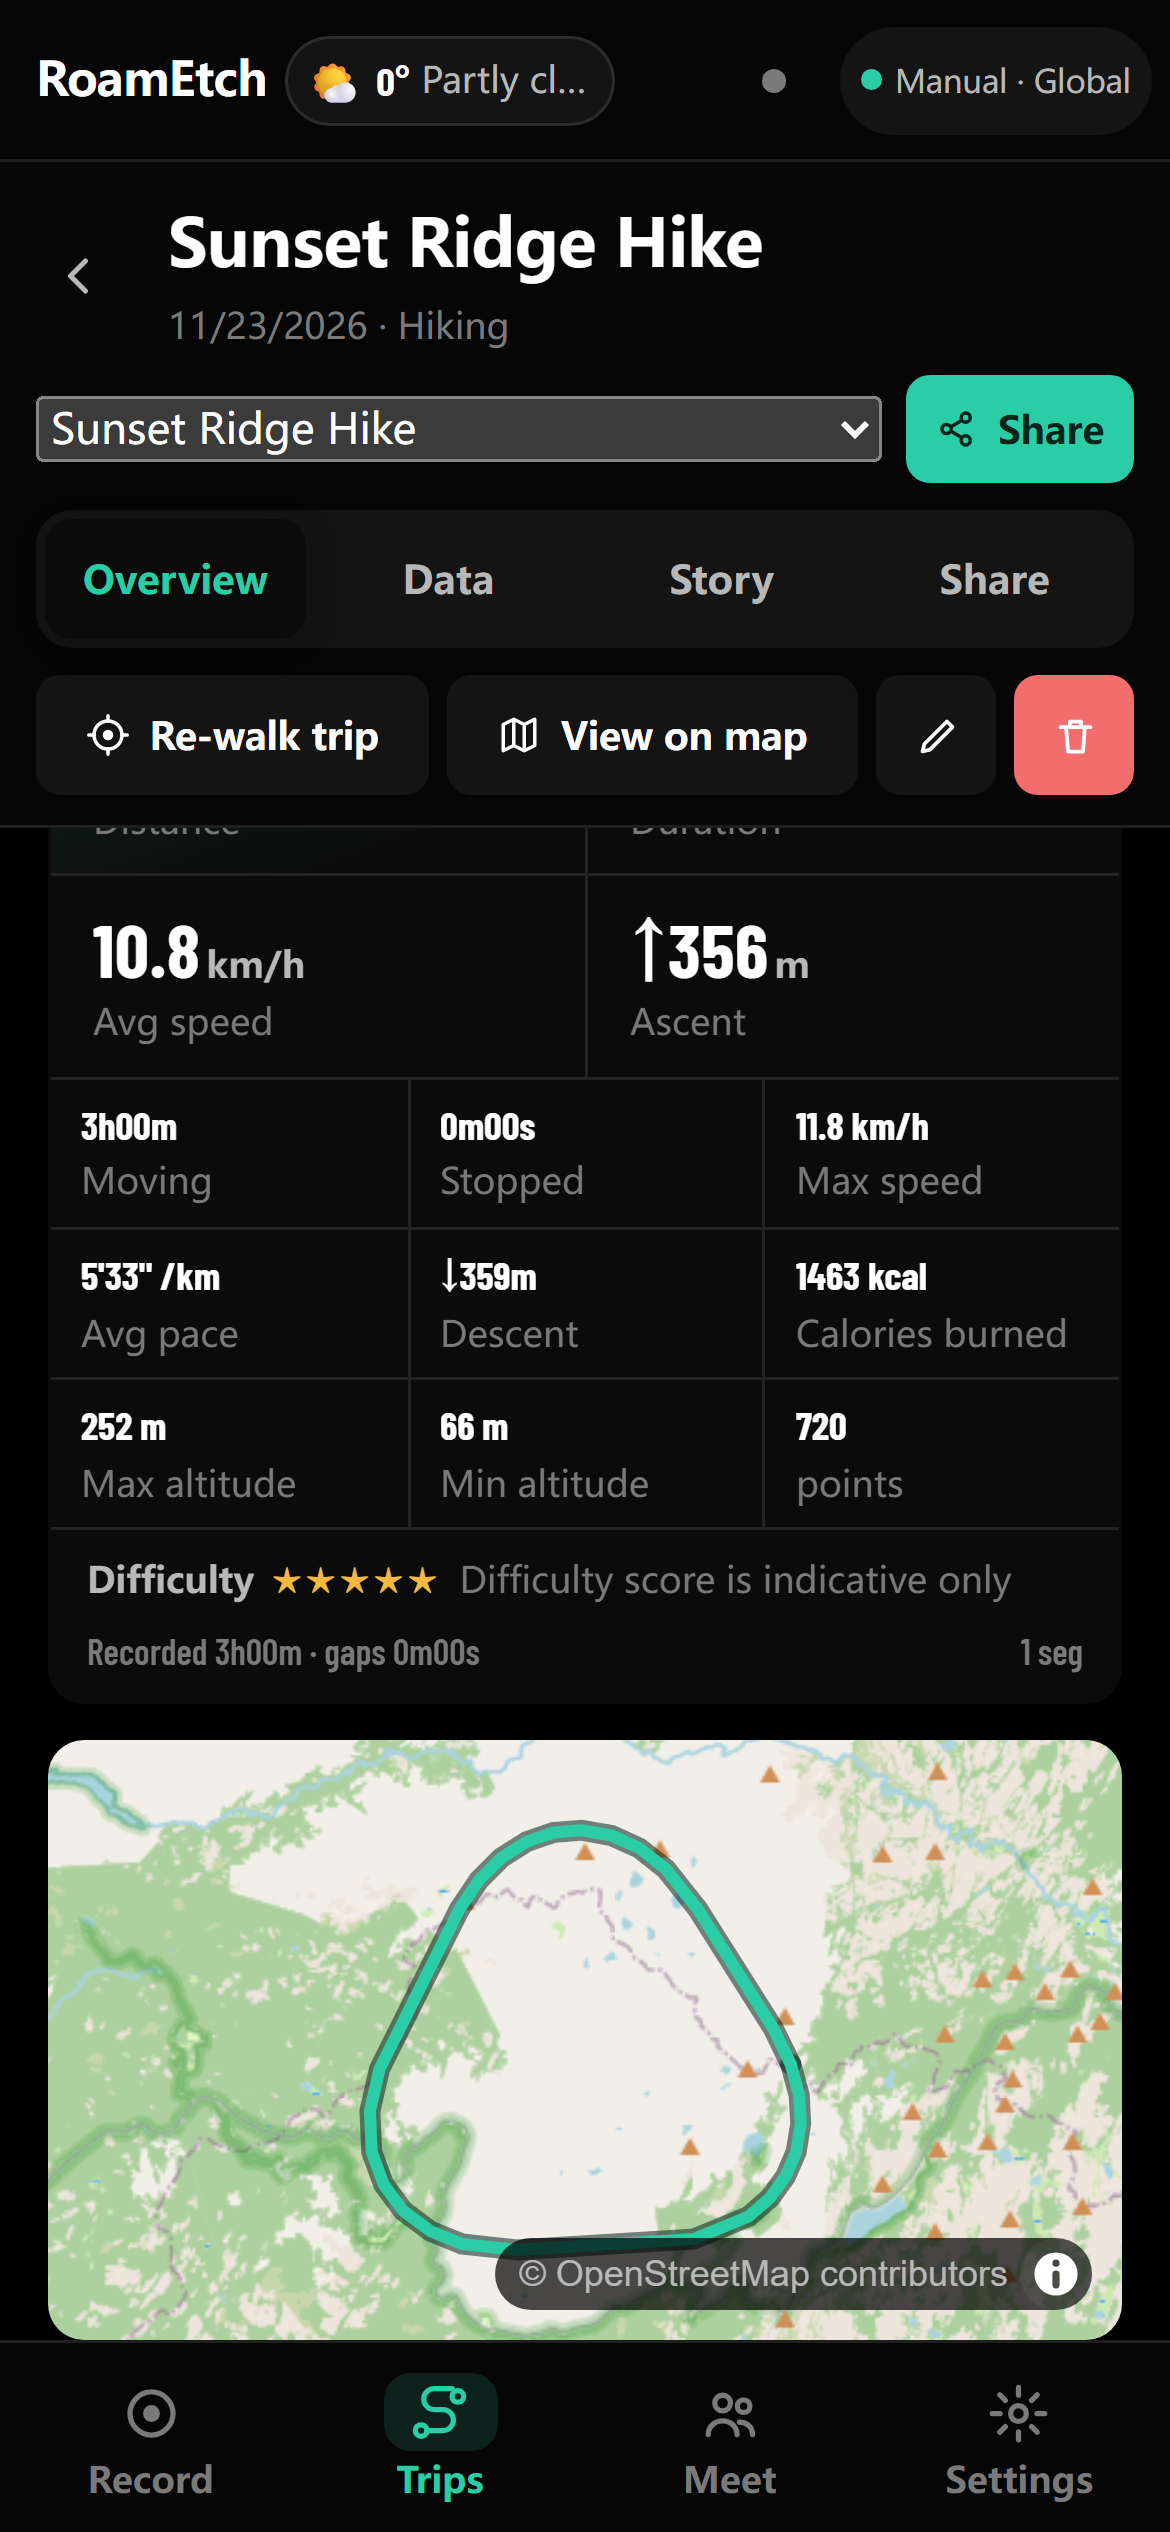 RoamEtch
0° Partly cl...
Manual · Global
Sunset Ridge Hike
11/23/2026 · Hiking
Sunset Ridge Hike
Share
Overview
Data
Story
Share
Re-walk trip
View on map
Distance
Duration
10.8 km/h
Avg speed
↑356 m
Ascent
3h00m
Moving
0m00s
Stopped
11.8 km/h
Max speed
5'33" /km
Avg pace
↓359m
Descent
1463 kcal
Calories burned
252 m
Max altitude
66 m
Min altitude
720
points
Difficulty ★★★★★ Difficulty score is indicative only
Recorded 3h00m · gaps 0m00s
1 seg
© OpenStreetMap contributors
Record
Trips
Meet
Settings